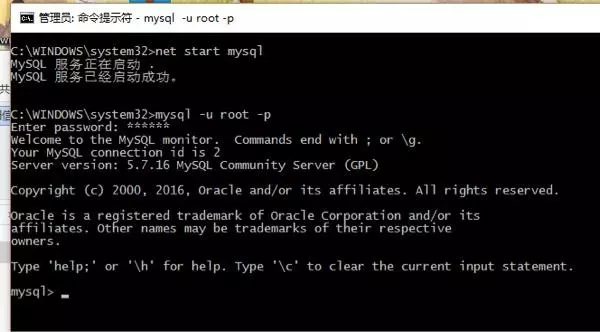 管理员: 命令提示符 - mysql  -u root -p
C:\WINDOWS\system32>net start mysql
MySQL 服务正在启动 .
MySQL 服务已经启动成功。
C:\WINDOWS\system32>mysql -u root -p
Enter password: ******
Welcome to the MySQL monitor.  Commands end with ; or \g.
Your MySQL connection id is 2
Server version: 5.7.16 MySQL Community Server (GPL)
Copyright (c) 2000, 2016, Oracle and/or its affiliates. All rights reserved.
Oracle is a registered trademark of Oracle Corporation and/or its
affiliates. Other names may be trademarks of their respective
owners.
Type 'help;' or '\h' for help. Type '\c' to clear the current input statement.
mysql> _
共